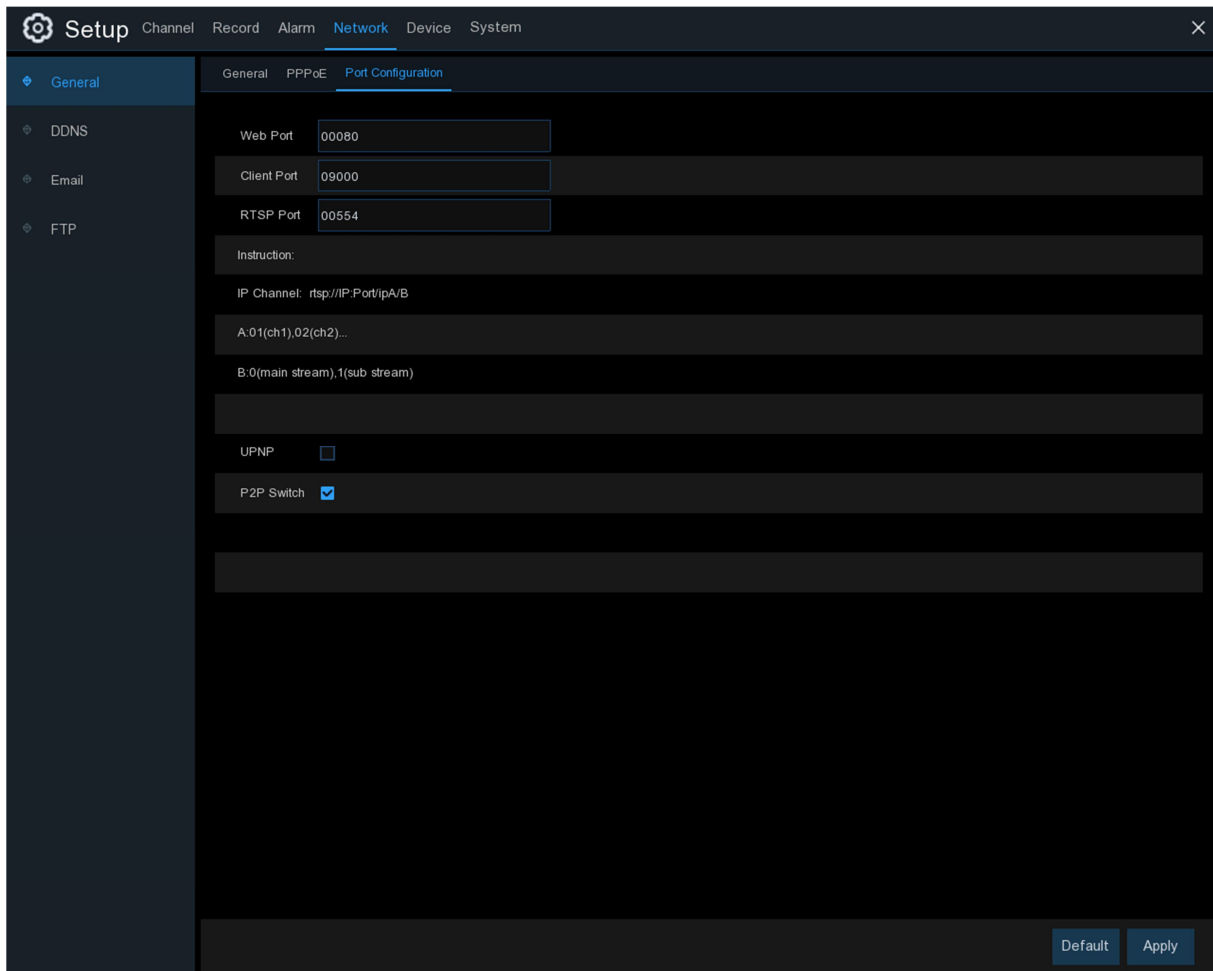 Setup Channel Record Alarm Network Device System
General PPPoE Port Configuration
General
DDNS
Email
FTP
Web Port 00080
Client Port 09000
RTSP Port 00554
Instruction:
IP Channel: rtsp://IP:Port/ipA/B
A:01(ch1),02(ch2)...
B:0(main stream),1(sub stream)
UPNP
P2P Switch
Default Apply